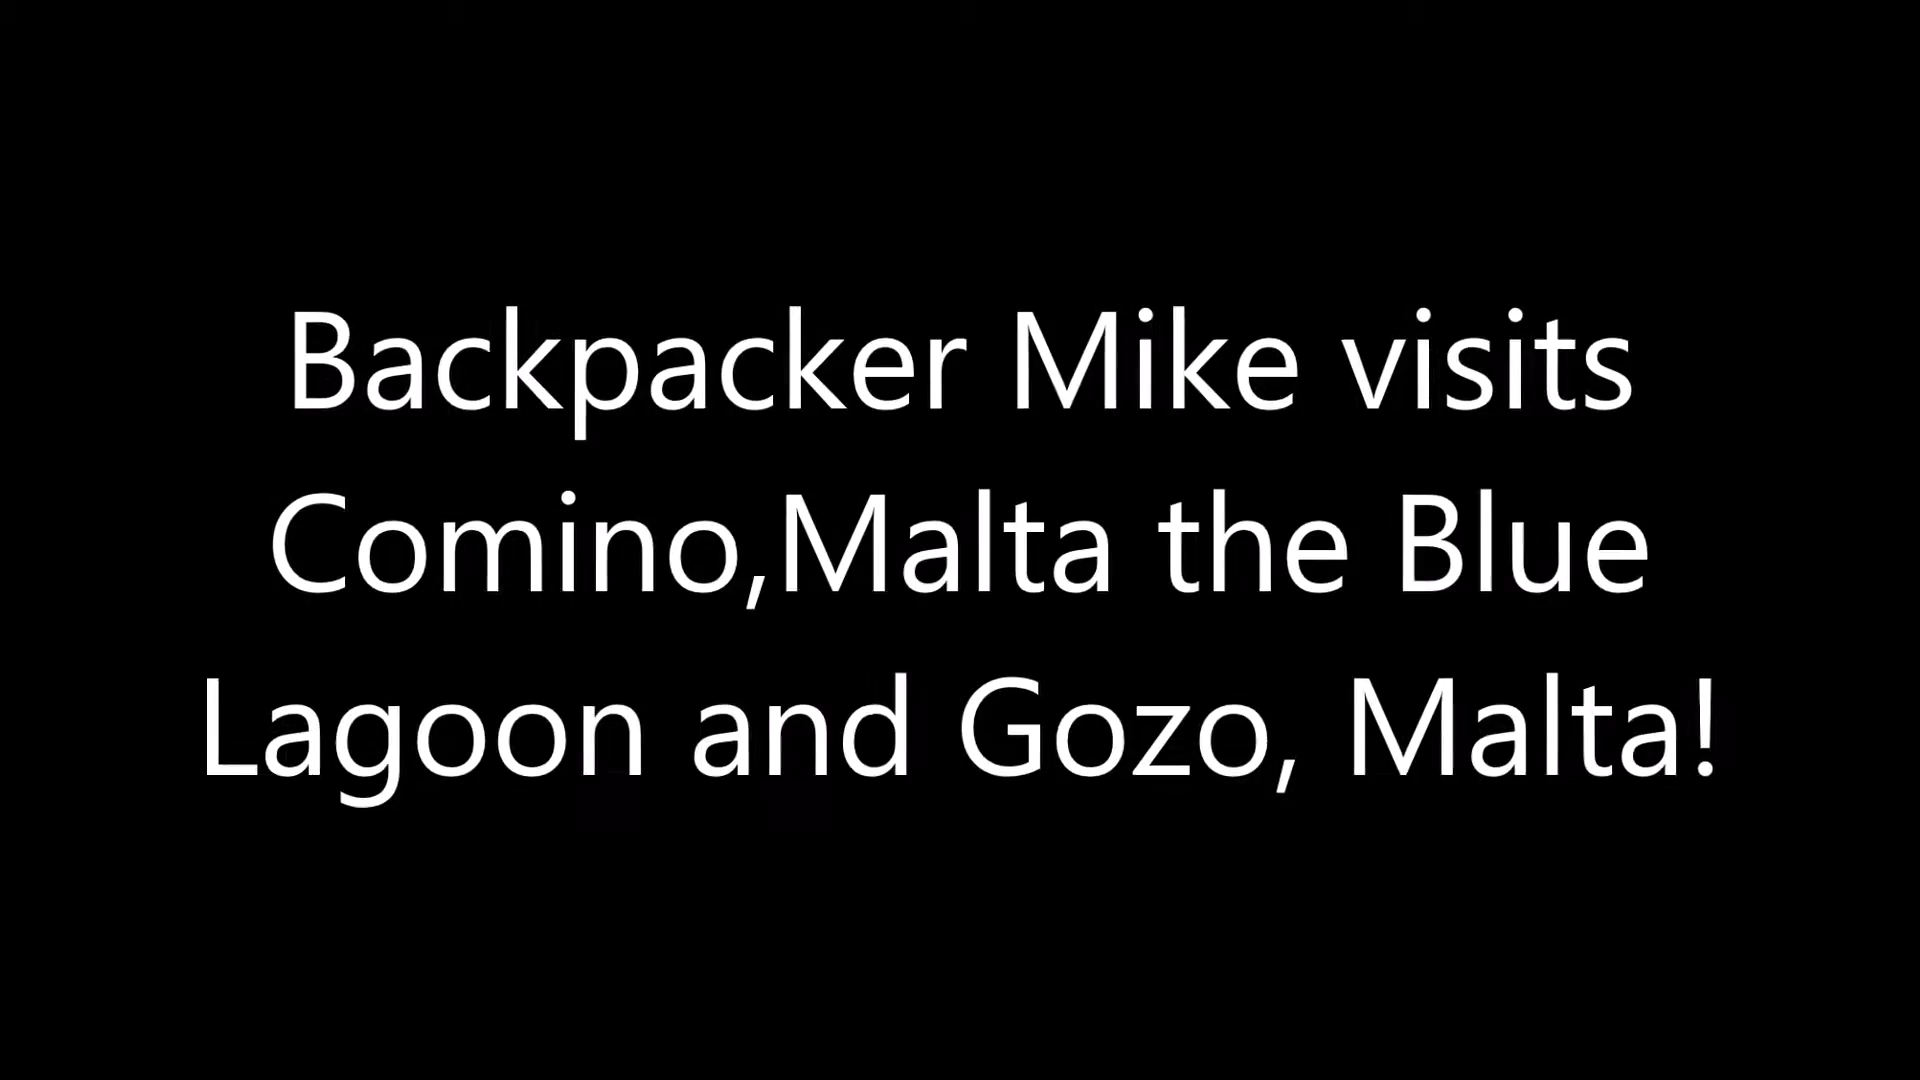 Backpacker Mike visits
Comino,Malta the Blue
Lagoon and Gozo, Malta!